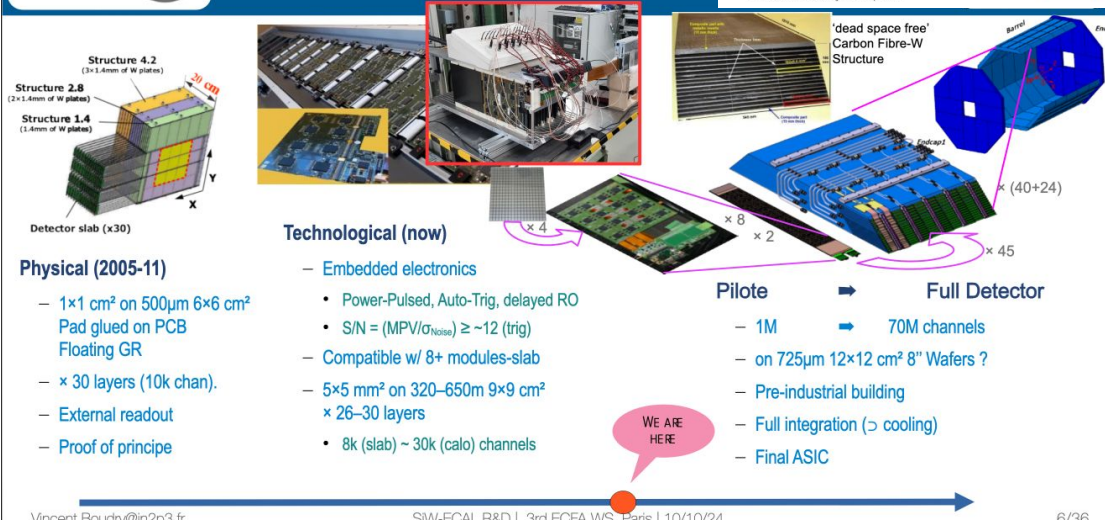 Structure 4.2
(3×1.4mm of W plates)
Structure 2.8
(2×1.4mm of W plates)
Structure 1.4
(1.4mm of W plates)
20 cm
Y
X
Detector slab (x30)
'dead space free'
Carbon Fibre-W
Structure
Barrel
Endcap1
× (40+24)
× 4
× 8
× 2
× 45
Physical (2005-11)
– 1×1 cm² on 500µm 6×6 cm²
Pad glued on PCB
Floating GR
– × 30 layers (10k chan).
– External readout
– Proof of principe
Technological (now)
– Embedded electronics
• Power-Pulsed, Auto-Trig, delayed RO
• S/N = (MPV/σNoise) ≥ ~12 (trig)
– Compatible w/ 8+ modules-slab
– 5×5 mm² on 320–650m 9×9 cm²
× 26–30 layers
• 8k (slab) ~ 30k (calo) channels
Pilote ➡ Full Detector
– 1M ➡ 70M channels
– on 725µm 12×12 cm² 8" Wafers ?
– Pre-industrial building
– Full integration (⊃ cooling)
– Final ASIC
WE ARE
HERE
Vincent.Boudry@in2p3.fr
SiW-ECAL R&D | 3rd ECFA WS, Paris | 10/10/24
6/36